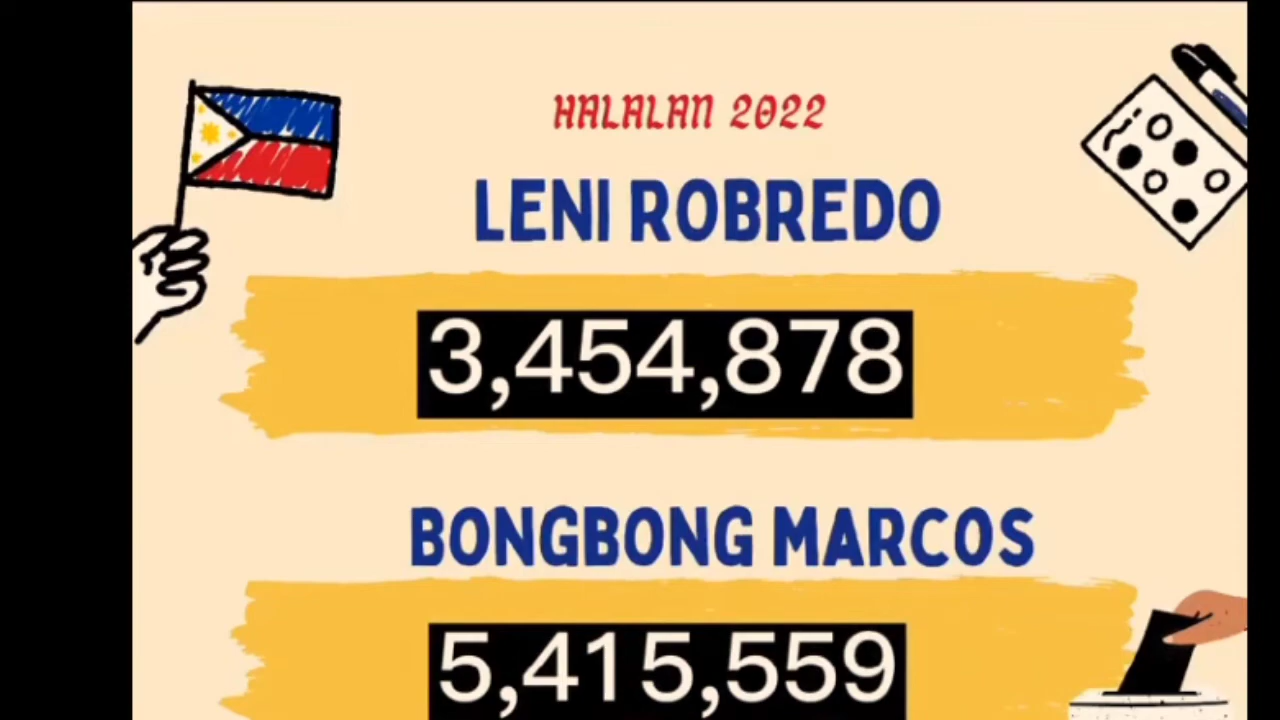 HALALAN 2022
LENI ROBREDO
3,454,878
BONGBONG MARCOS
5,415,559